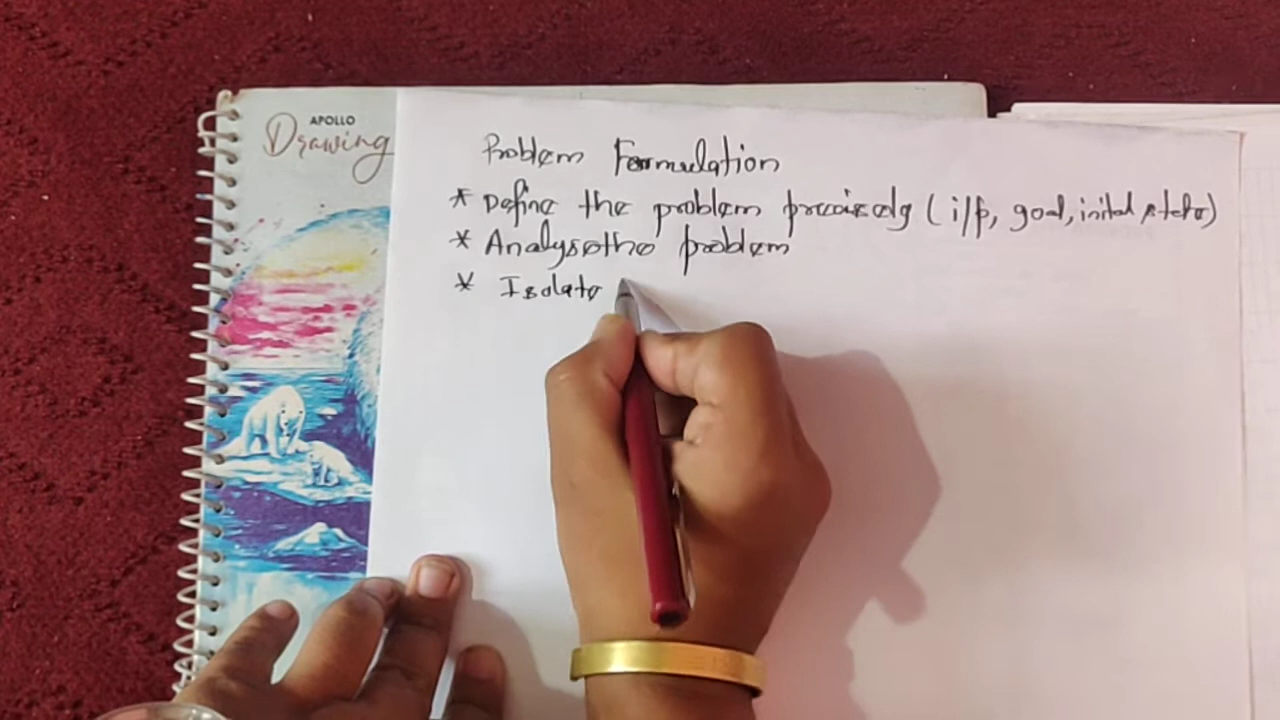 APOLLO
Drawing
Problem Formulation
* Define the problem precisely (i/p, goal, initial state)
* Analyse the problem
* Isolate